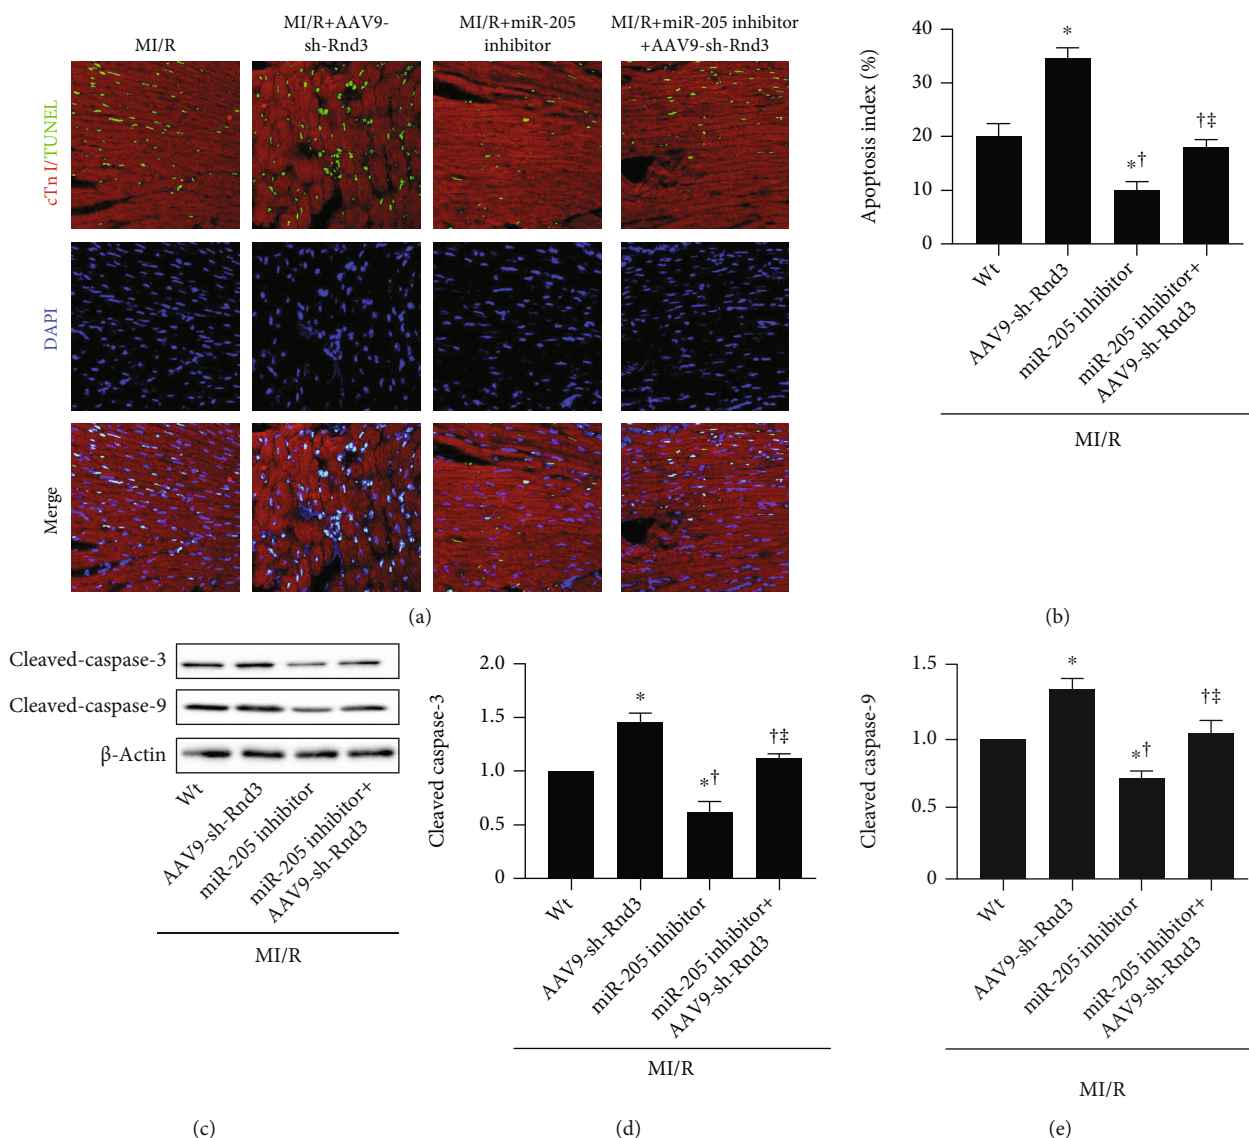 MI/R
MI/R+AAV9-
sh-Rnd3
MI/R+miR-205
inhibitor
MI/R+miR-205 inhibitor
+AAV9-sh-Rnd3
cTn I/TUNEL
DAPI
Merge
(a)
Apoptosis index (%)
40
30
20
10
0
*
*†
†‡
Wt
AAV9-sh-Rnd3
miR-205 inhibitor
miR-205 inhibitor+
AAV9-sh-Rnd3
MI/R
(b)
Cleaved-caspase-3
Cleaved-caspase-9
β-Actin
Wt
AAV9-sh-Rnd3
miR-205 inhibitor
miR-205 inhibitor+
AAV9-sh-Rnd3
MI/R
(c)
Cleaved caspase-3
2.0
1.5
1.0
0.5
0
*
*†
†‡
Wt
AAV9-sh-Rnd3
miR-205 inhibitor
miR-205 inhibitor+
AAV9-sh-Rnd3
MI/R
(d)
Cleaved caspase-9
1.5
1.0
0.5
0
*
*†
†‡
Wt
AAV9-sh-Rnd3
miR-205 inhibitor
miR-205 inhibitor+
AAV9-sh-Rnd3
MI/R
(e)